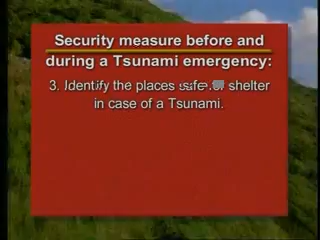 Security measure before and
during a Tsunami emergency:
3. Identify the places safe shelter
in case of a Tsunami.